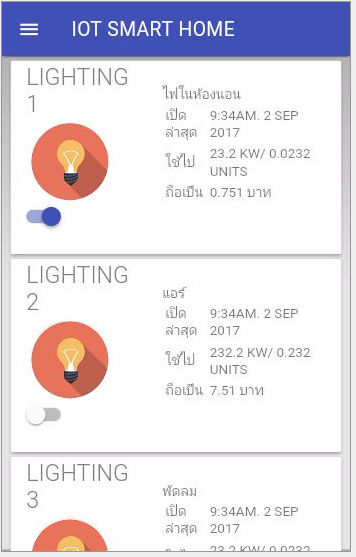 IOT SMART HOME
LIGHTING
1
ไฟในห้องนอน
เปิด 9:34AM. 2 SEP
ล่าสุด 2017
ใช้ไป 23.2 KW/ 0.0232
UNITS
ถือเป็น 0.751 บาท
LIGHTING
2
แอร์
เปิด 9:34AM. 2 SEP
ล่าสุด 2017
ใช้ไป 232.2 KW/ 0.232
UNITS
ถือเป็น 7.51 บาท
LIGHTING
3
พัดลม
เปิด 9:34AM. 2 SEP
ล่าสุด 2017
23.2 KW/ 0.0232